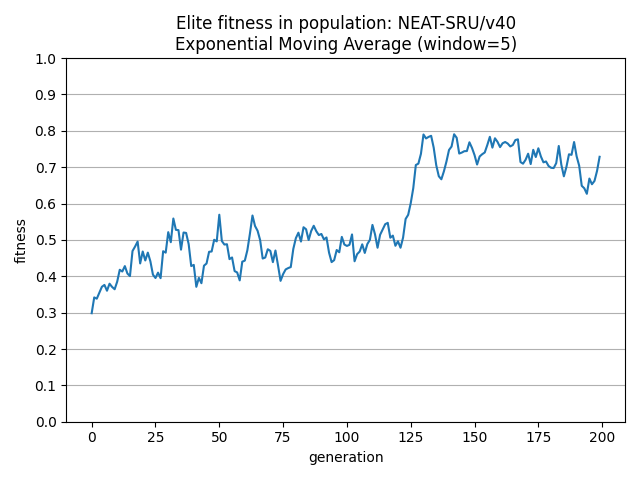 Elite fitness in population: NEAT-SRU/v40
Exponential Moving Average (window=5)
1.0
0.9
0.8
0.7
0.6
0.5
0.4
0.3
0.2
0.1
0.0
fitness
0 25 50 75 100 125 150 175 200
generation